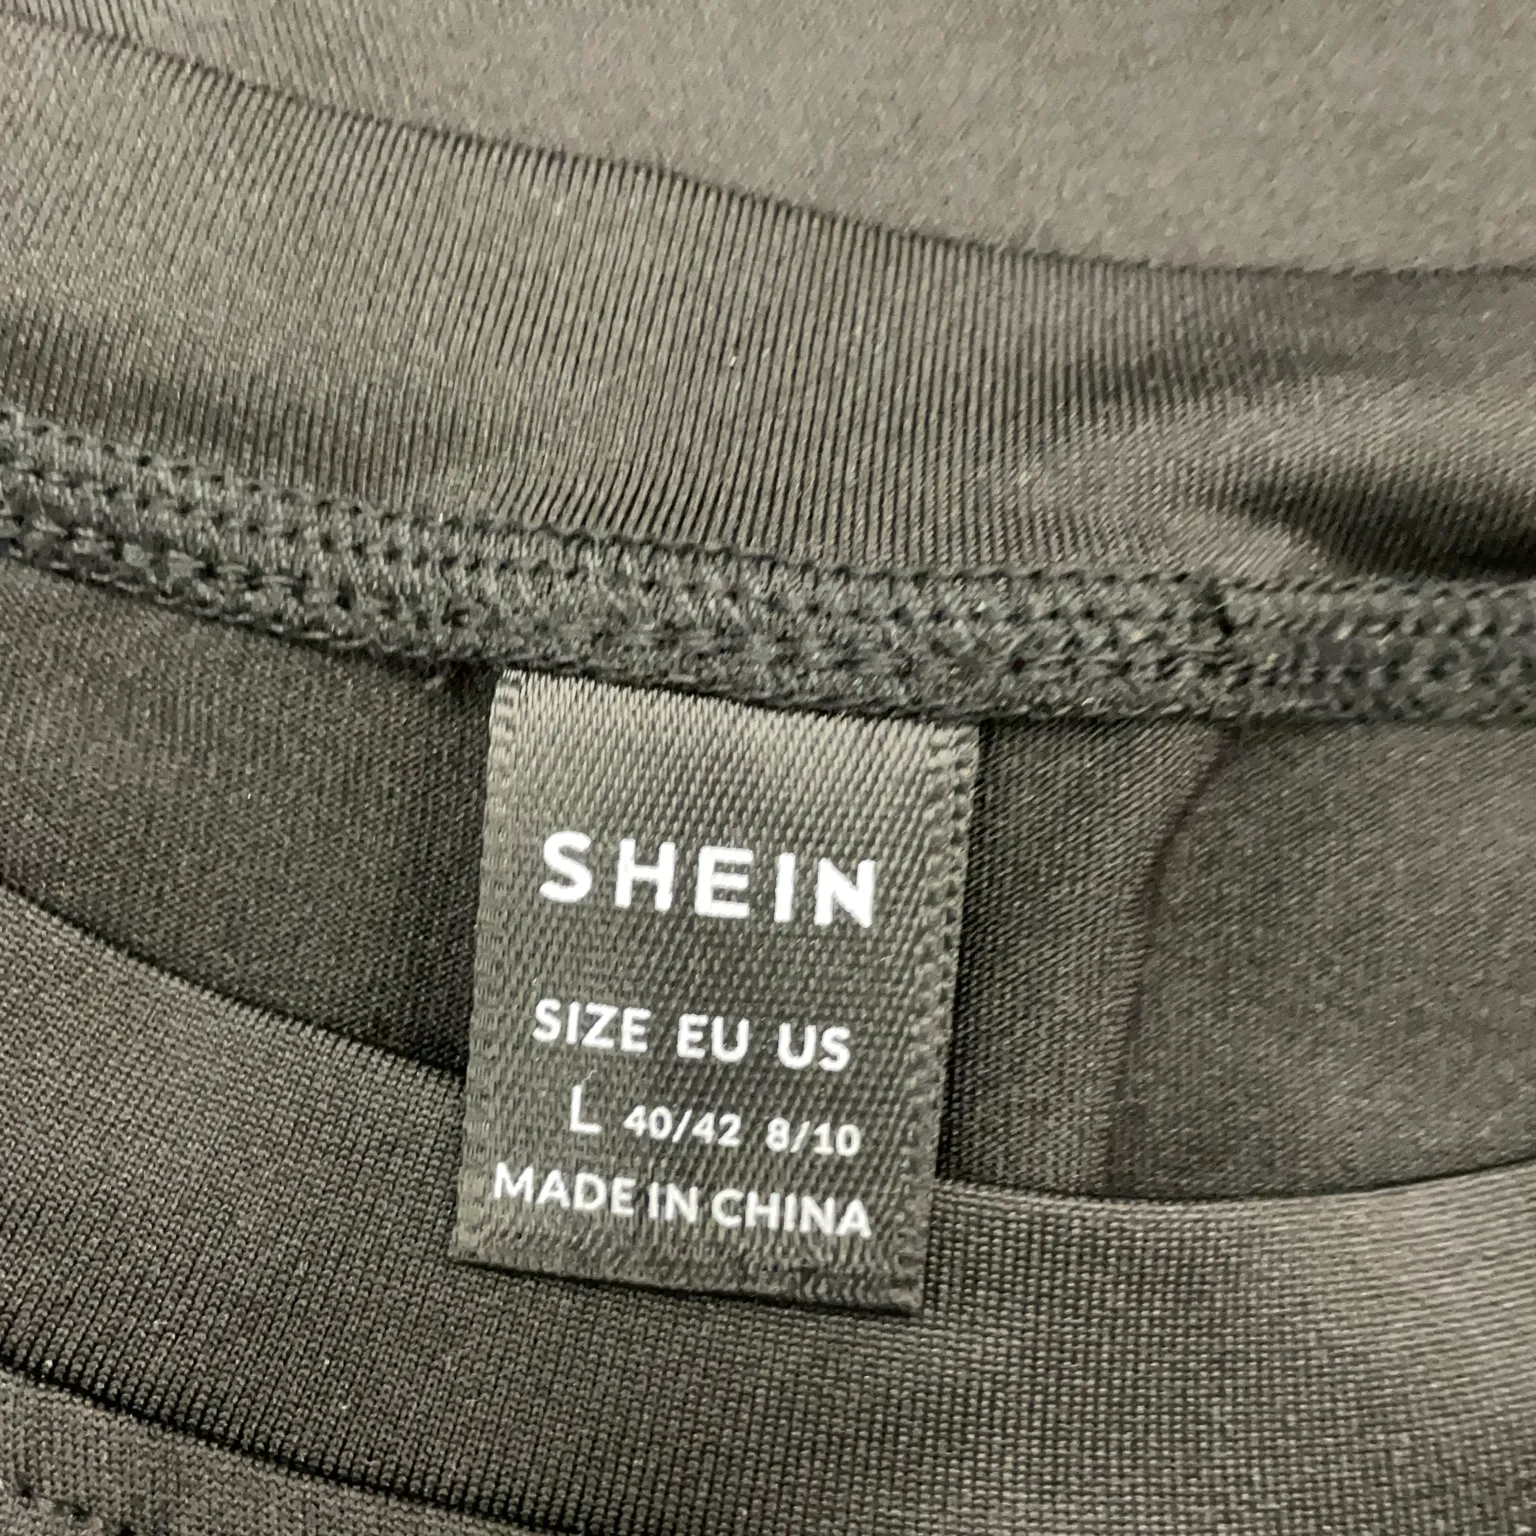 SHEIN
SIZE EU US
L 40/42 8/10
MADE IN CHINA